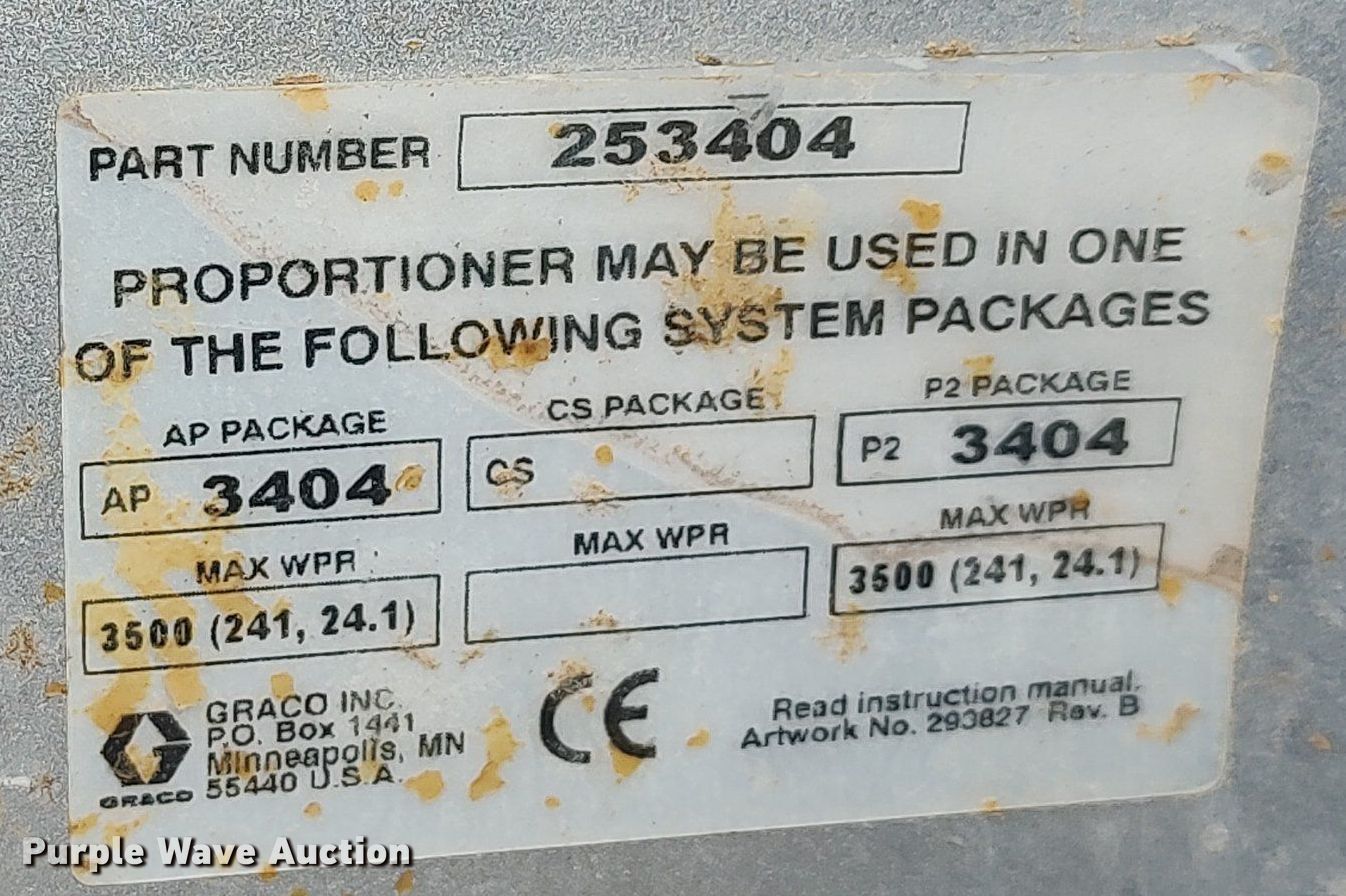 PART NUMBER 253404
PROPORTIONER MAY BE USED IN ONE
OF THE FOLLOWING SYSTEM PACKAGES
AP PACKAGE CS PACKAGE P2 PACKAGE
AP 3404 CS P2 3404
MAX WPR MAX WPR MAX WPR
3500 (241, 24.1) 3500 (241, 24.1)
GRACO INC.
P.O. Box 1441
Minneapolis, MN
55440 U.S.A.
GRACO
CE
Read instruction manual.
Artwork No. 293827 Rev. B
Purple Wave Auction